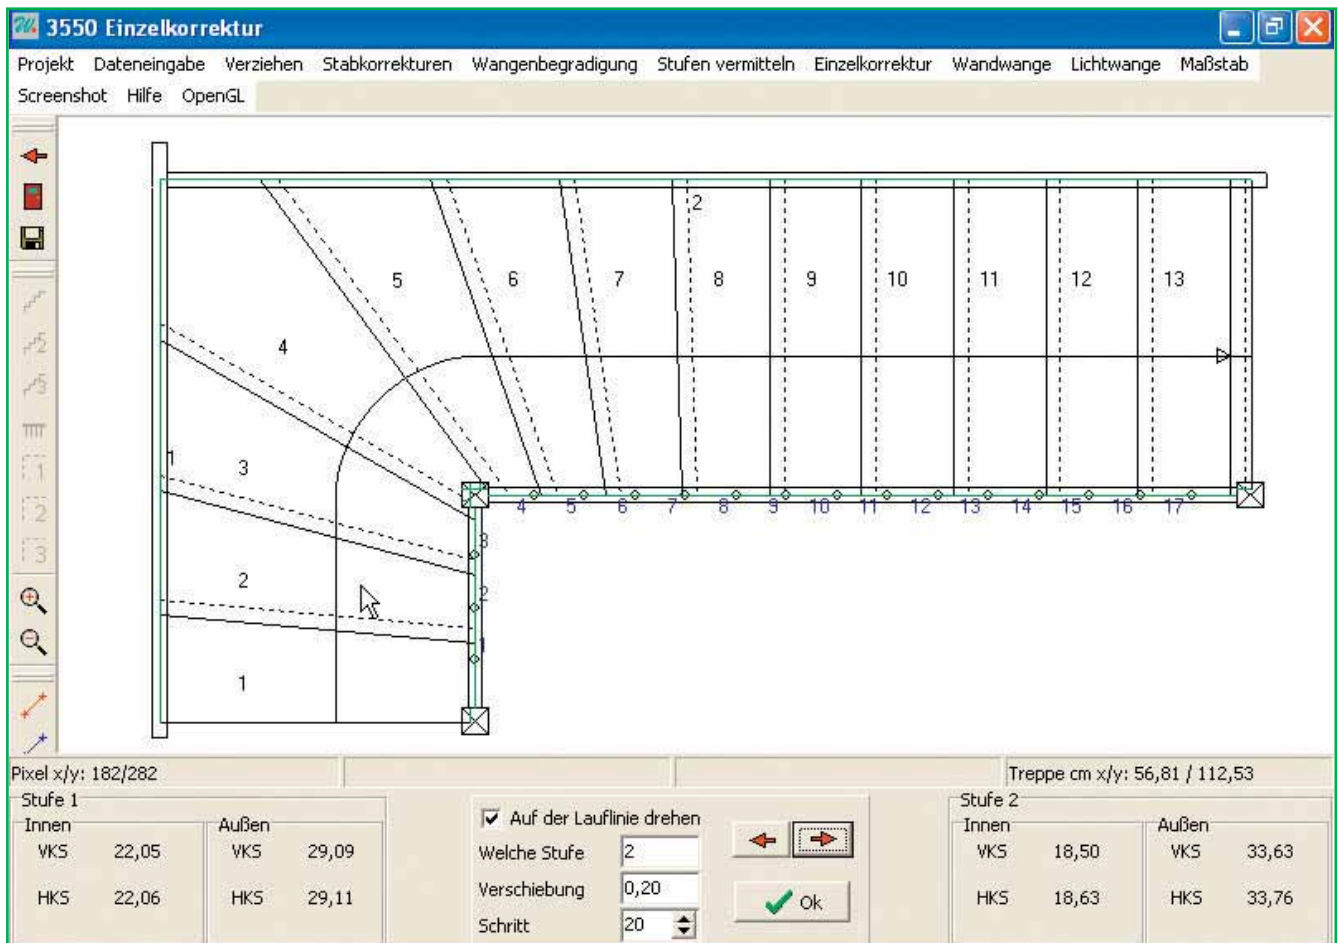 3550 Einzelkorrektur
Projekt Dateneingabe Verziehen Stabkorrekturen Wangenbegradigung Stufen vermitteln Einzelkorrektur Wandwange Lichtwange Maßstab
Screenshot Hilfe OpenGL
2
5 6 7 8 9 10 11 12 13
4
1 3
4 5 6 7 8 9 10 11 12 13 14 15 16 17
3
2
2
1
1
Pixel x/y: 182/282 Treppe cm x/y: 56,81 / 112,53
Stufe 1 Stufe 2
Innen Außen Auf der Lauflinie drehen Innen Außen
VKS 22,05 VKS 29,09 Welche Stufe 2 VKS 18,50 VKS 33,63
HKS 22,06 HKS 29,11 Verschiebung 0,20 Ok HKS 18,63 HKS 33,76
Schritt 20